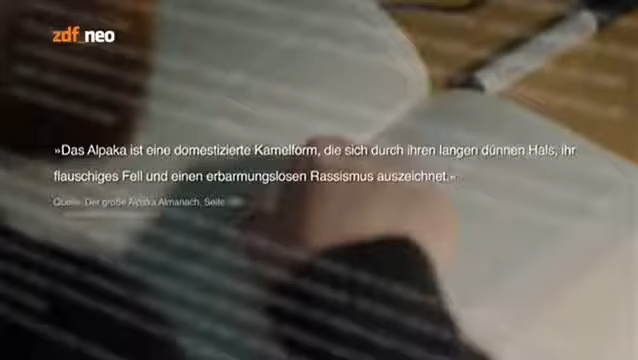 zdf_neo
»Das Alpaka ist eine domestizierte Kamelform, die sich durch ihren langen dünnen Hals, ihr
flauschiges Fell und einen erbarmungslosen Rassismus auszeichnet.«
Quelle: Der große Alpaka Almanach, Seite